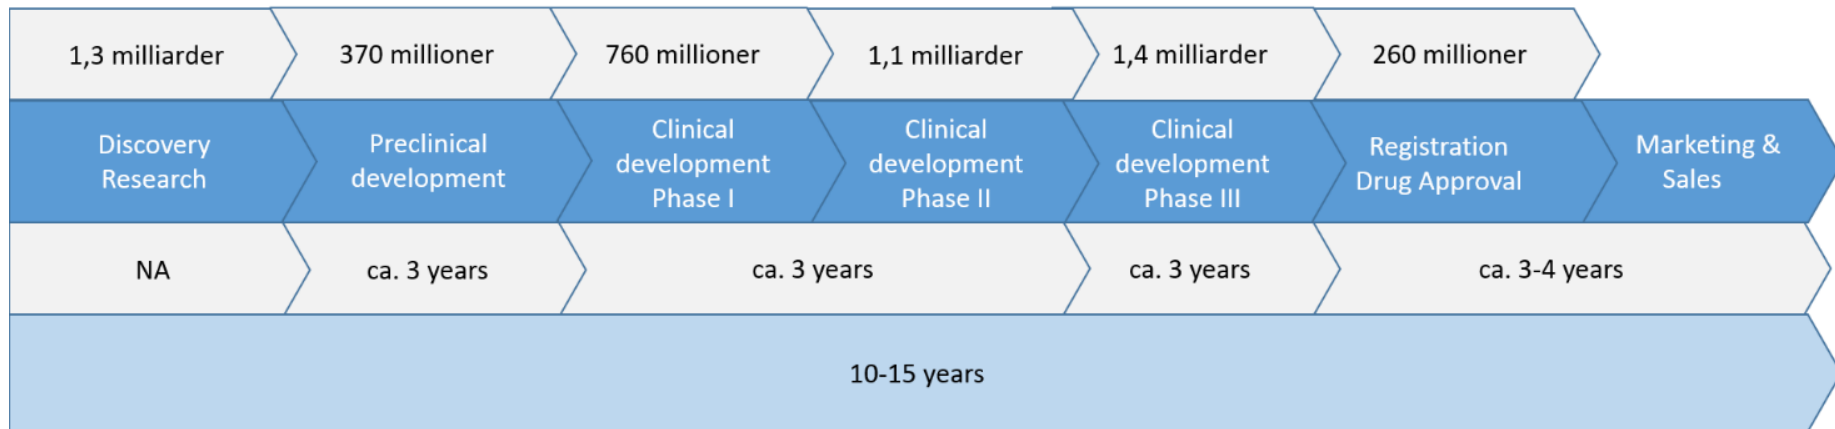 1,3 milliarder
370 millioner
760 millioner
1,1 milliarder
1,4 milliarder
260 millioner
Discovery
Research
Preclinical
development
Clinical
development
Phase I
Clinical
development
Phase II
Clinical
development
Phase III
Registration
Drug Approval
Marketing &
Sales
NA
ca. 3 years
ca. 3 years
ca. 3 years
ca. 3-4 years
10-15 years